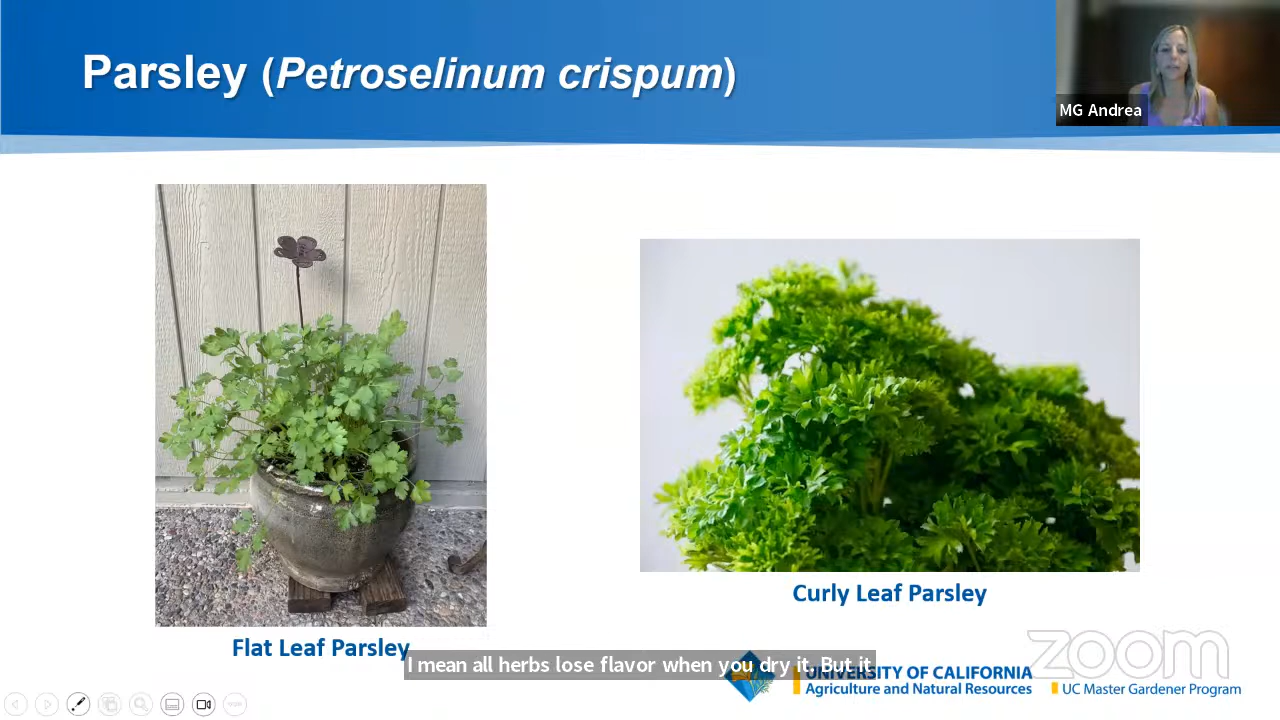 Parsley (Petroselinum crispum)
MG Andrea
Curly Leaf Parsley
Flat Leaf Parsley
I mean all herbs lose flavor when you dry it. But it
zoom
UNIVERSITY OF CALIFORNIA
Agriculture and Natural Resources
UC Master Gardener Program